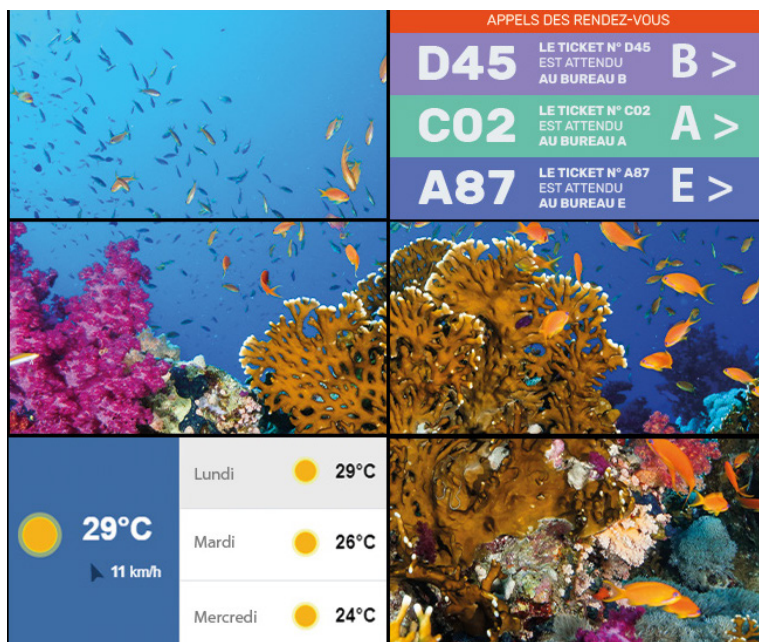 APPELS DES RENDEZ-VOUS
D45
LE TICKET N° D45
EST ATTENDU
AU BUREAU B
B >
C02
LE TICKET N° C02
EST ATTENDU
AU BUREAU A
A >
A87
LE TICKET N° A87
EST ATTENDU
AU BUREAU E
E >
29°C
11 km/h
Lundi 29°C
Mardi 26°C
Mercredi 24°C